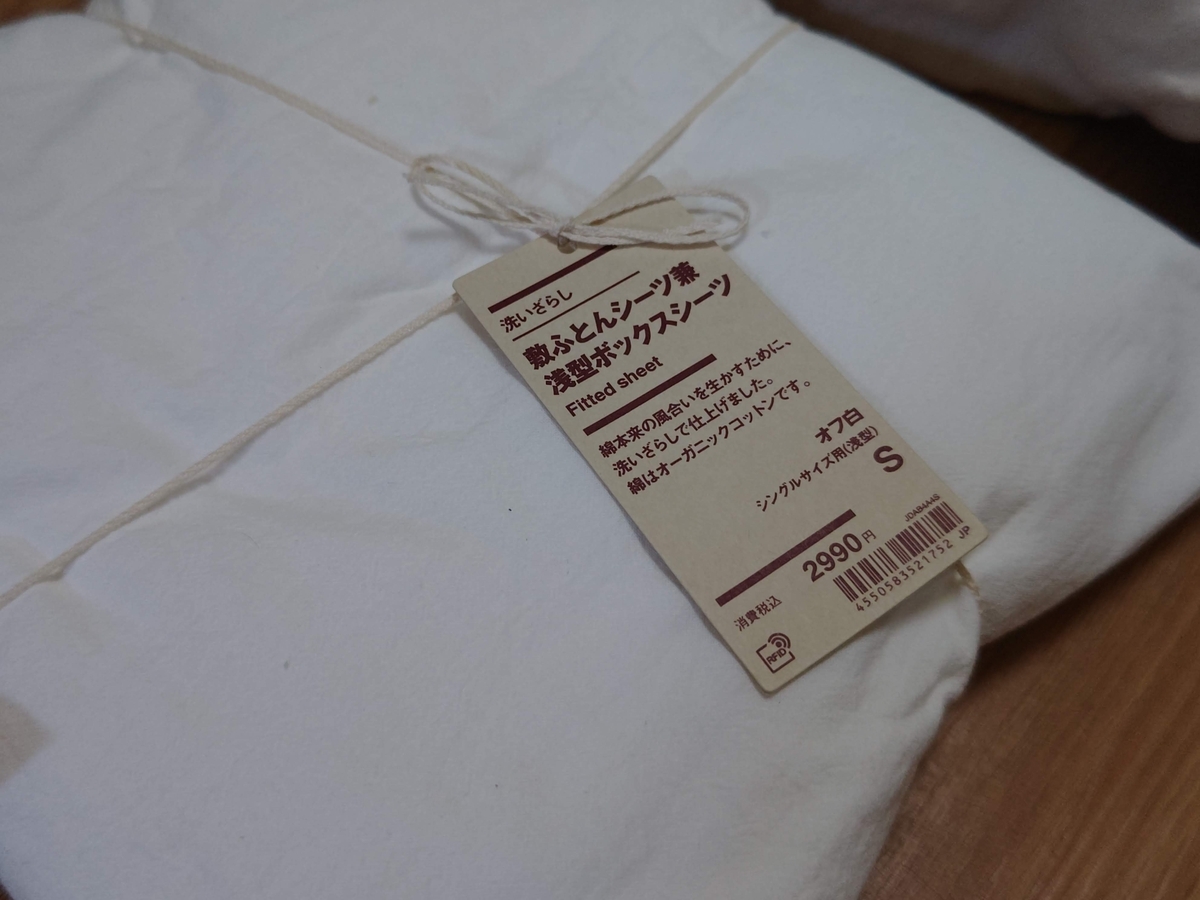 洗いざらし
敷ふとんシーツ兼
浅型ボックスシーツ
Fitted sheet
綿本来の風合いを生かすために、
洗いざらしで仕上げました。
綿はオーガニックコットンです。
オフ白
シングルサイズ用(浅型)
S
JDA84A4S
2990円
4550583521752 JP
消費税込
RFID